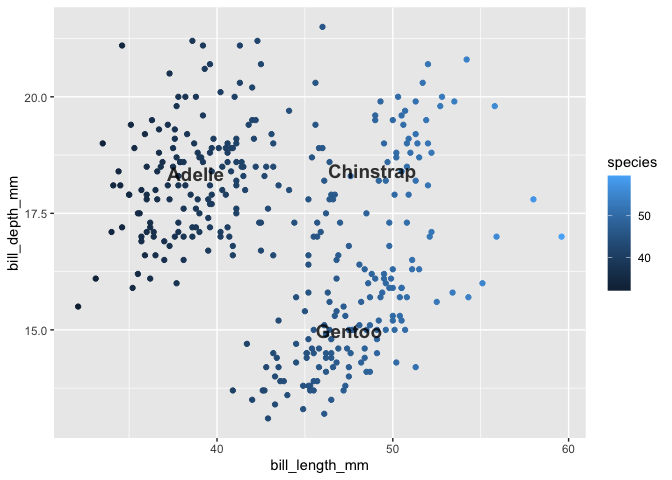 20.0
17.5
15.0
bill_depth_mm
Adelie
Chinstrap
Gentoo
40
50
60
bill_length_mm
species
50
40